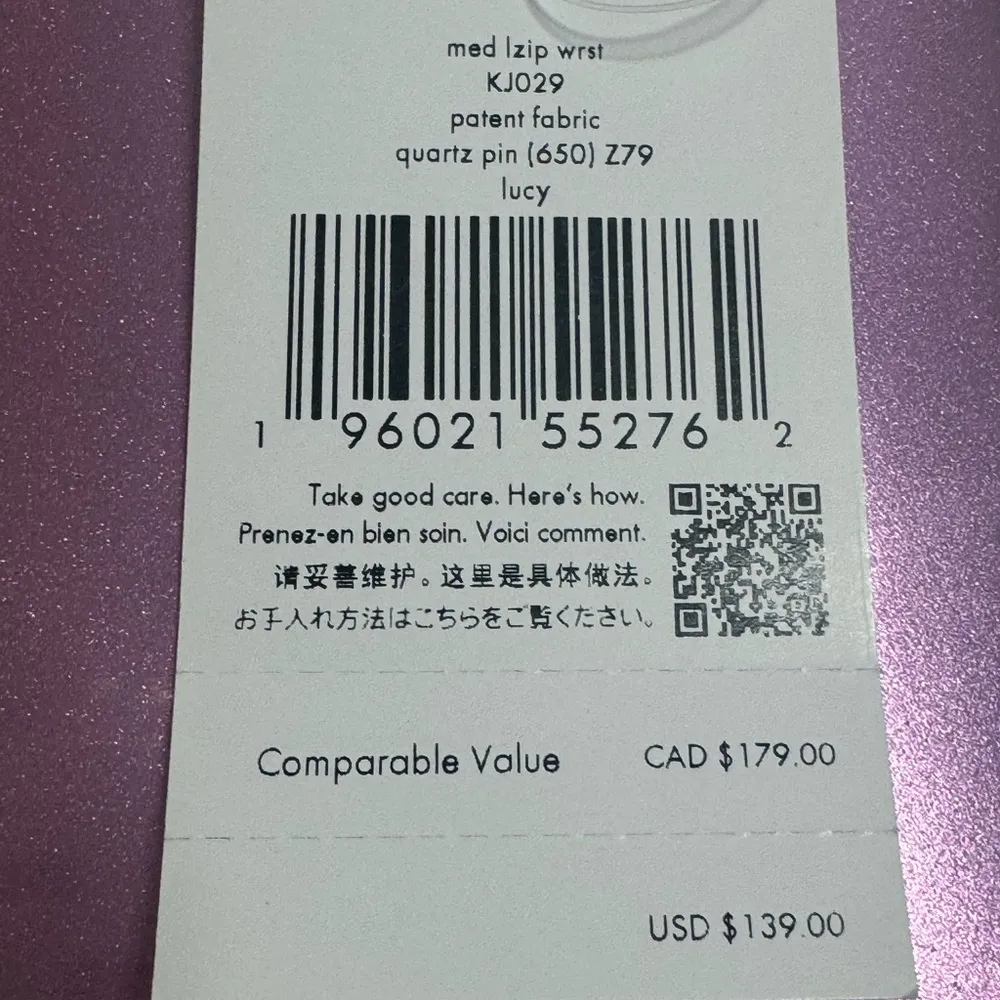 med lzip wrst
KJ029
patent fabric
quartz pin (650) Z79
lucy
1 96021 55276 2
Take good care. Here's how.
Prenez-en bien soin. Voici comment.
请妥善维护。这里是具体做法。
お手入れ方法はこちらをご覧ください。
Comparable Value CAD $179.00
USD $139.00